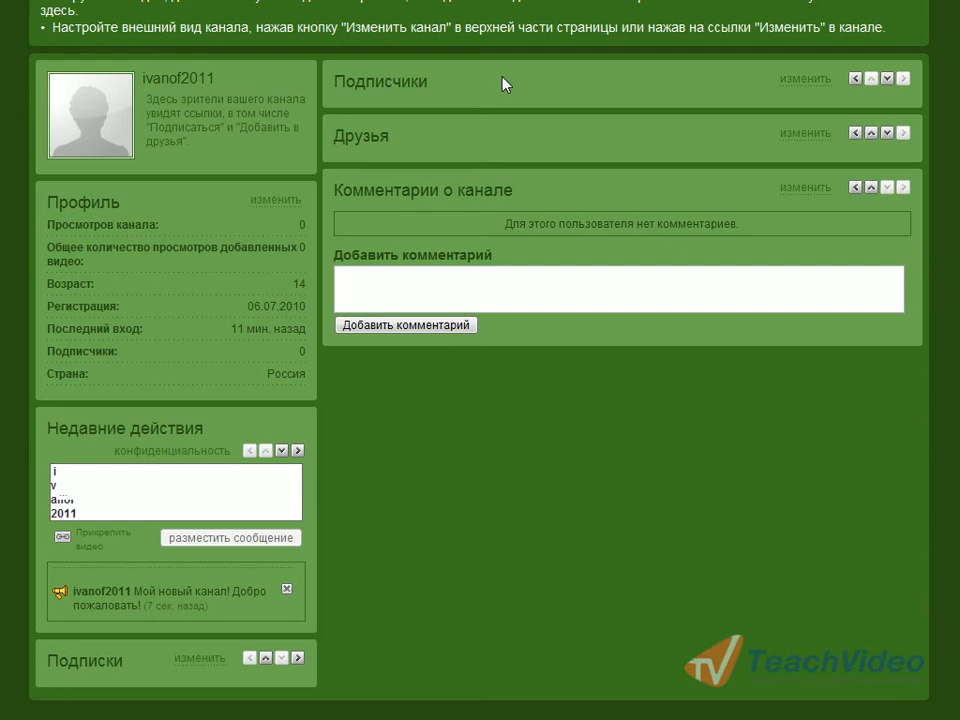 здесь.
• Настройте внешний вид канала, нажав кнопку "Изменить канал" в верхней части страницы или нажав на ссылки "Изменить" в канале.
ivanof2011
Здесь зрители вашего канала
увидят ссылки, в том числе
"Подписаться" и "Добавить в
друзья".
Профиль изменить
Просмотров канала: 0
Общее количество просмотров добавленных 0
видео:
Возраст: 14
Регистрация: 06.07.2010
Последний вход: 11 мин. назад
Подписчики: 0
Страна: Россия
Недавние действия
конфиденциальность
i
v
...
anof
2011
Прикрепить
видео
разместить сообщение
ivanof2011 Мой новый канал! Добро
пожаловать! (7 сек. назад)
Подписки изменить
Подписчики изменить
Друзья изменить
Комментарии о канале изменить
Для этого пользователя нет комментариев.
Добавить комментарий
Добавить комментарий
TV TeachVideo